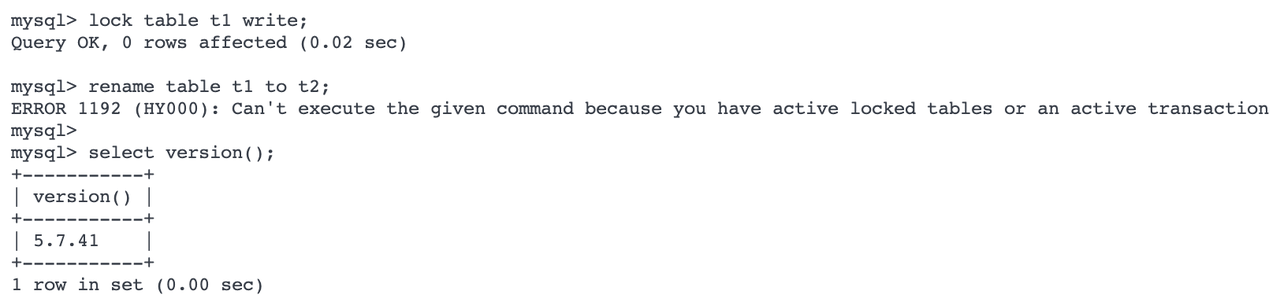 mysql> lock table t1 write;
Query OK, 0 rows affected (0.02 sec)
mysql> rename table t1 to t2;
ERROR 1192 (HY000): Can't execute the given command because you have active locked tables or an active transaction
mysql>
mysql> select version();
+-----------+
| version() |
+-----------+
| 5.7.41    |
+-----------+
1 row in set (0.00 sec)